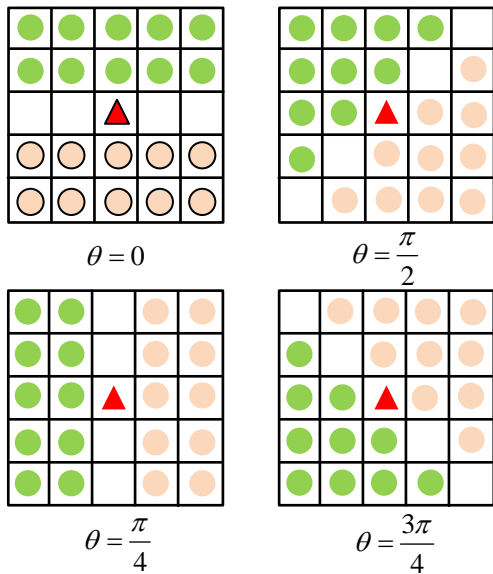 θ = 0
θ = π/2
θ = π/4
θ = 3π/4